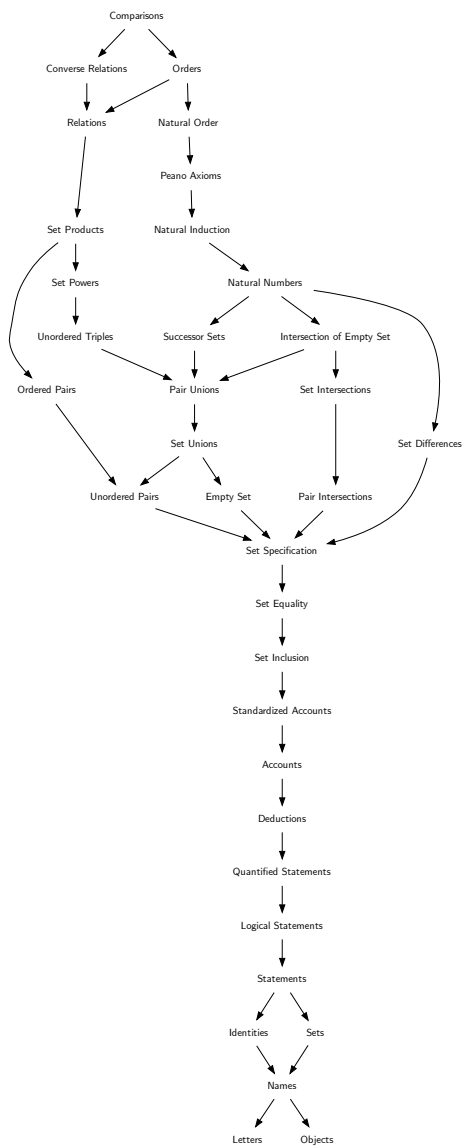 Comparisons
Converse Relations Orders
Relations Natural Order
Peano Axioms
Set Products Natural Induction
Set Powers Natural Numbers
Unordered Triples Successor Sets Intersection of Empty Set
Ordered Pairs Pair Unions Set Intersections
Set Unions Set Differences
Unordered Pairs Empty Set Pair Intersections
Set Specification
Set Equality
Set Inclusion
Standardized Accounts
Accounts
Deductions
Quantified Statements
Logical Statements
Statements
Identities Sets
Names
Letters Objects